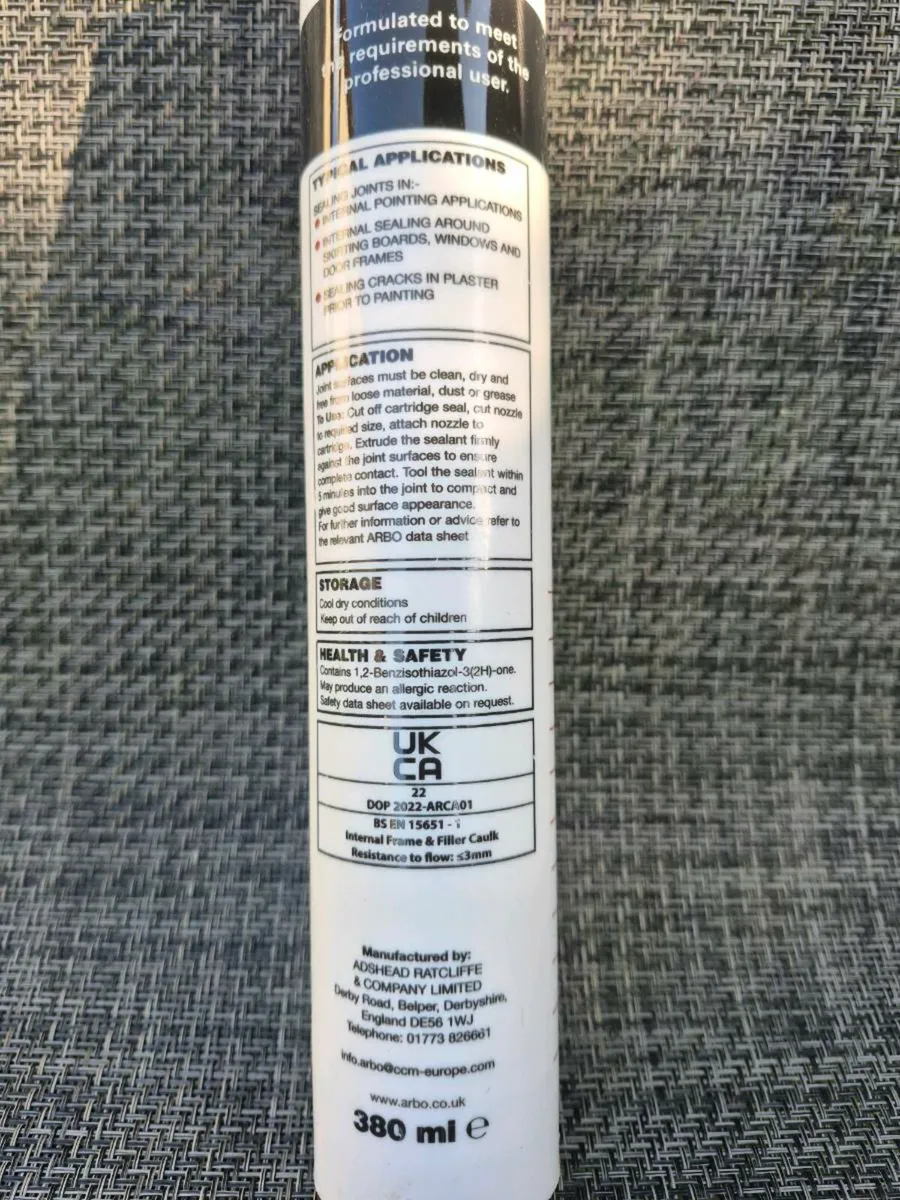 Formulated to meet
the requirements of the
professional user.
TYPICAL APPLICATIONS
SEALING JOINTS IN:-
• INTERNAL POINTING APPLICATIONS
• INTERNAL SEALING AROUND
SKIRTING BOARDS, WINDOWS AND
DOOR FRAMES
• SEALING CRACKS IN PLASTER
PRIOR TO PAINTING
APPLICATION
Joint surfaces must be clean, dry and
free from loose material, dust or grease
To Use: Cut off cartridge seal, cut nozzle
to required size, attach nozzle to
cartridge. Extrude the sealant firmly
against the joint surfaces to ensure
complete contact. Tool the sealant within
5 minutes into the joint to compact and
give good surface appearance.
For further information or advice refer to
the relevant ARBO data sheet
STORAGE
Cool dry conditions
Keep out of reach of children
HEALTH & SAFETY
Contains 1,2-Benzisothiazol-3(2H)-one.
May produce an allergic reaction.
Safety data sheet available on request.
UK
CA
22
DOP 2022-ARCA01
BS EN 15651 - 1
Internal Frame & Filler Caulk
Resistance to flow: ≤3mm
Manufactured by:
ADSHEAD RATCLIFFE
& COMPANY LIMITED
Derby Road, Belper, Derbyshire,
England DE56 1WJ
Telephone: 01773 826661
info.arbo@ccm-europe.com
www.arbo.co.uk
380 ml ℮